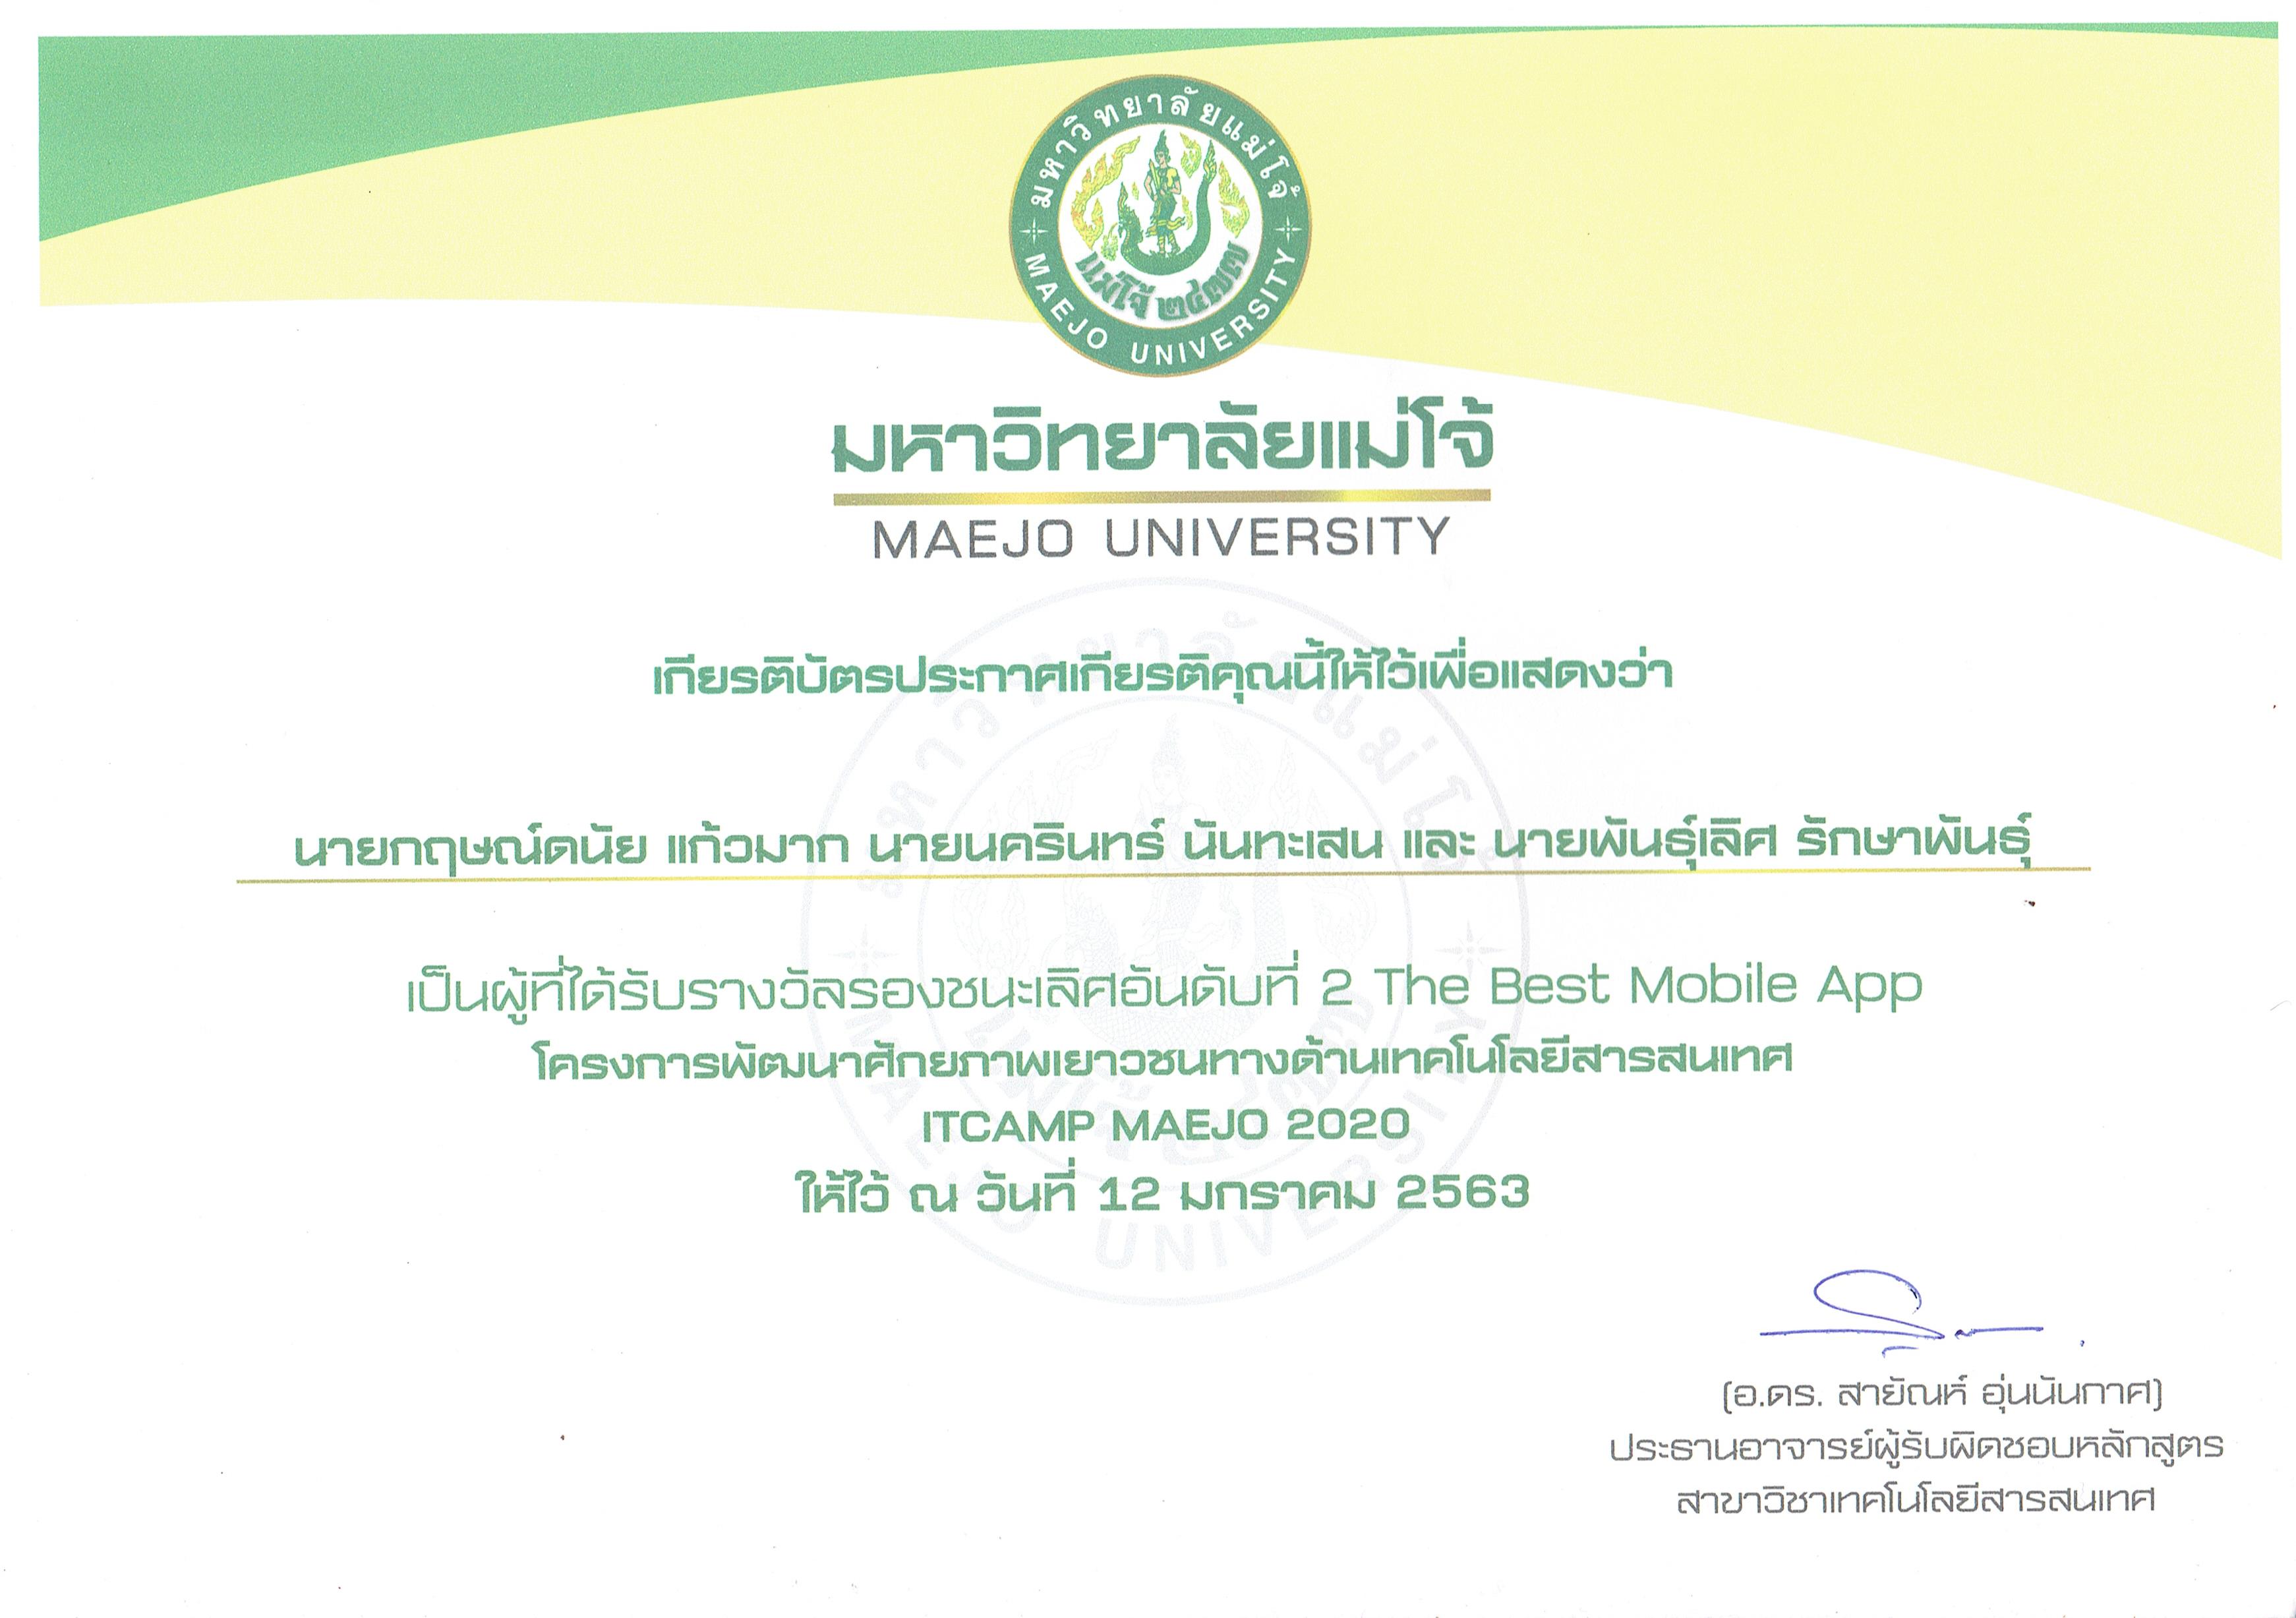 มหาวิทยาลัยแม่โจ้
แม่โจ้ ๒๔๗๗
MAEJO UNIVERSITY
มหาวิทยาลัยแม่โจ้
MAEJO UNIVERSITY
เกียรติบัตรประกาศเกียรติคุณนี้ให้ไว้เพื่อแสดงว่า
นายกฤษณ์ดนัย แก้วมาก นายนครินทร์ นันทะเสน และ นายพันธุ์เลิศ รักษาพันธุ์
เป็นผู้ที่ได้รับรางวัลรองชนะเลิศอันดับที่ 2 The Best Mobile App
โครงการพัฒนาศักยภาพเยาวชนทางด้านเทคโนโลยีสารสนเทศ
ITCAMP MAEJO 2020
ให้ไว้ ณ วันที่ 12 มกราคม 2563
(อ.ดร. สายัณห์ อุ่นนันกาศ)
ประธานอาจารย์ผู้รับผิดชอบหลักสูตร
สาขาวิชาเทคโนโลยีสารสนเทศ